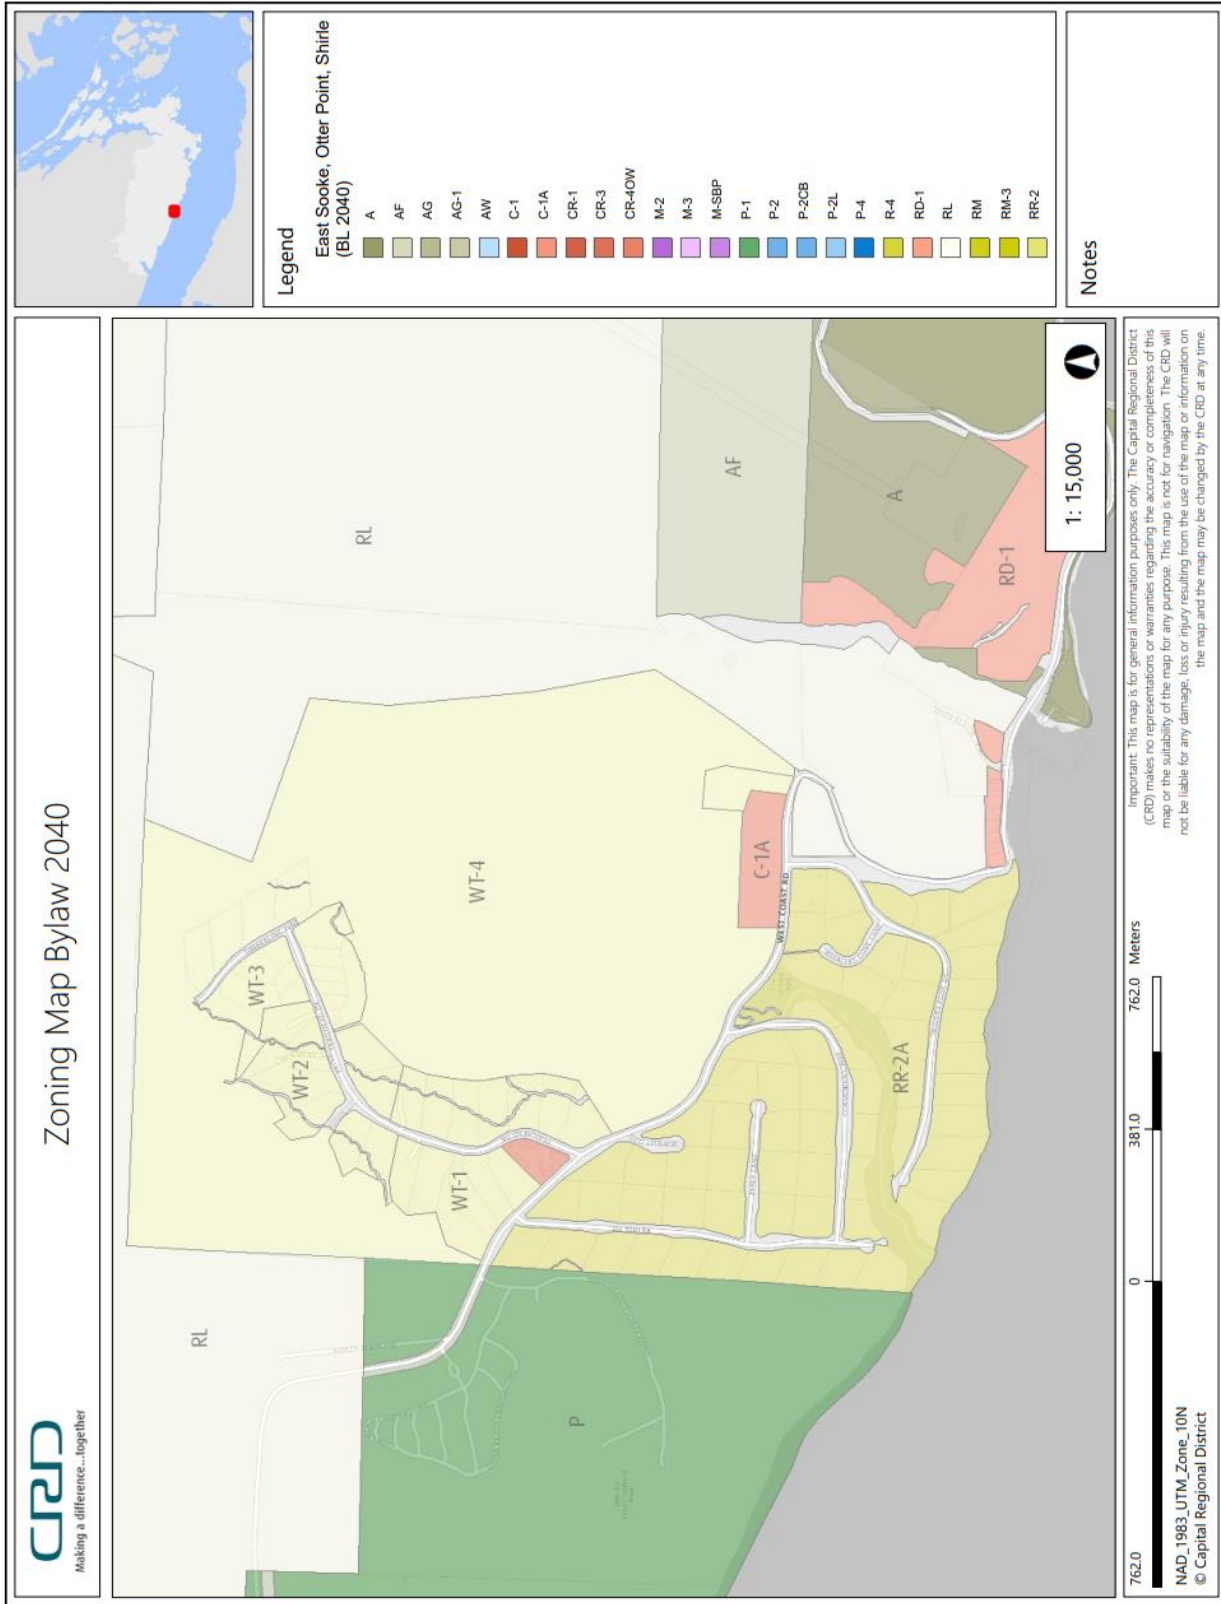 CRD
Making a difference...together
Zoning Map Bylaw 2040
Legend
East Sooke, Otter Point, Shirle
(BL 2040)
A
AF
AG
AG-1
AW
C-1
C-1A
CR-1
CR-3
CR-4OW
M-2
M-3
M-SBP
P-1
P-2
P-2CB
P-2L
P-4
R-4
RD-1
RL
RM
RM-3
RR-2
Notes
RL
RL
WT-3
WT-2
WT-1
WT-4
AF
A
RD-1
C-1A
WEST COAST RD
RR-2A
P
1: 15,000
762.0
0
381.0
762.0 Meters
NAD_1983_UTM_Zone_10N
© Capital Regional District
Important: This map is for general information purposes only. The Capital Regional District
(CRD) makes no representations or warranties regarding the accuracy or completeness of this
map or the suitability of the map for any purpose. This map is not for navigation. The CRD will
not be liable for any damage, loss or injury resulting from the use of the map or information on
the map and the map may be changed by the CRD at any time.